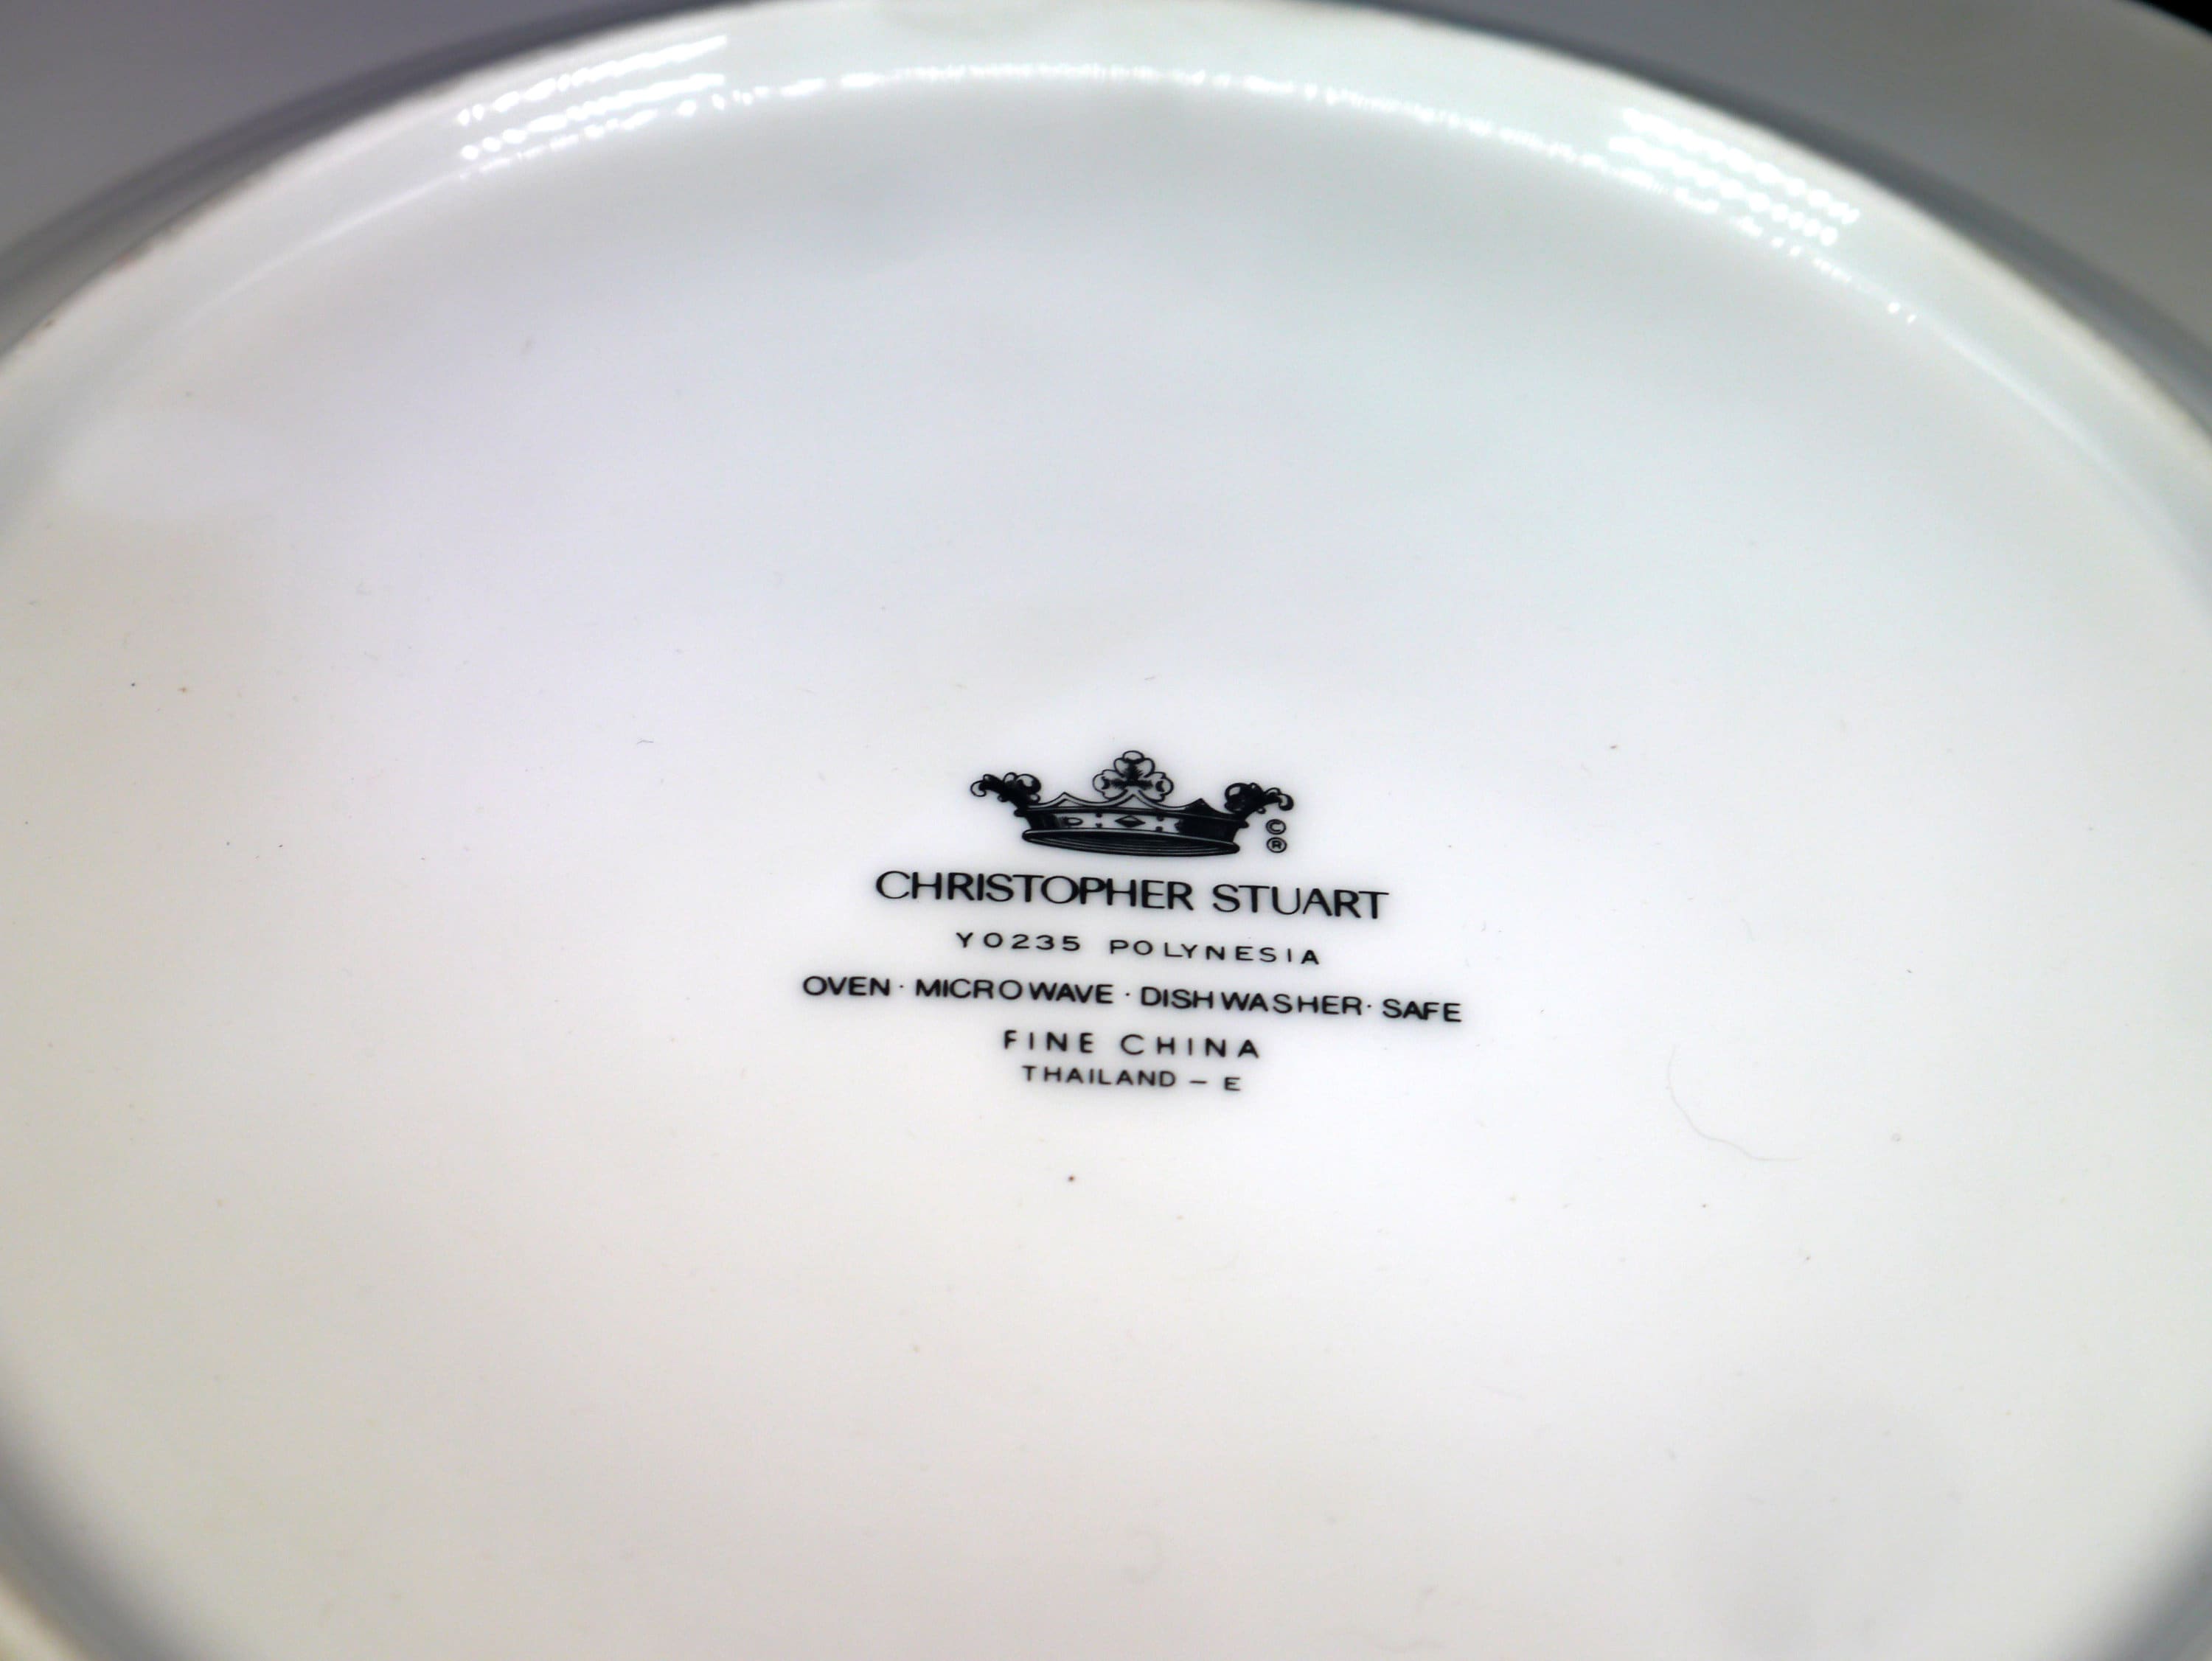 ©
®
CHRISTOPHER STUART
Y0235 POLYNESIA
OVEN · MICROWAVE · DISHWASHER · SAFE
FINE CHINA
THAILAND – E